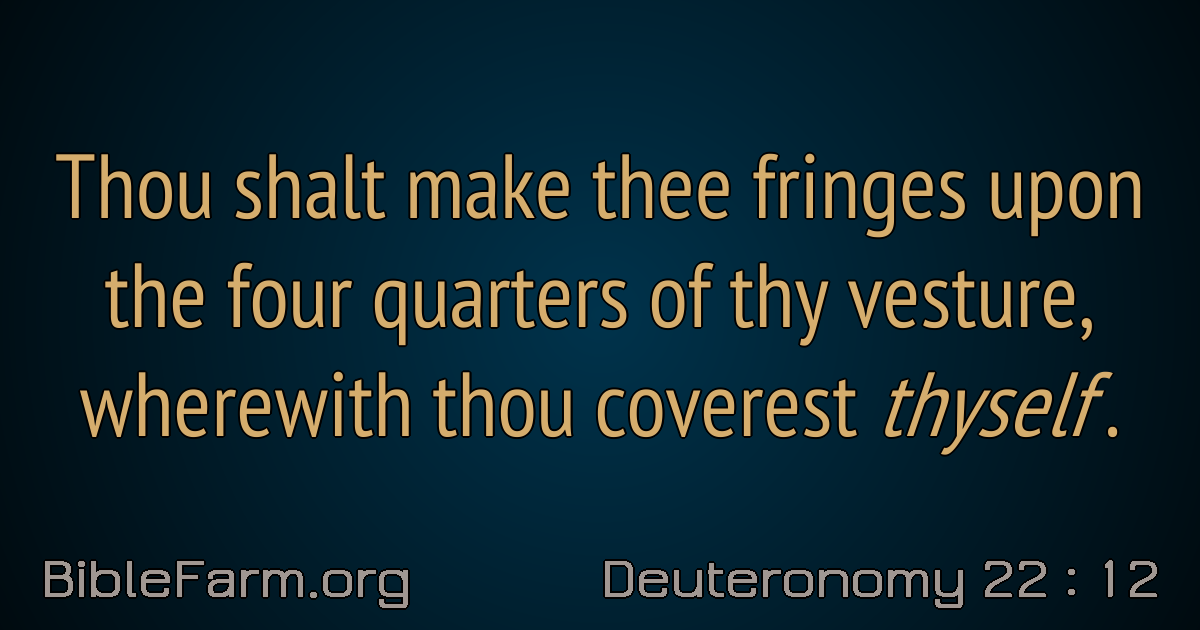 Thou shalt make thee fringes upon
the four quarters of thy vesture,
wherewith thou coverest thyself.
BibleFarm.org
Deuteronomy 22 : 12